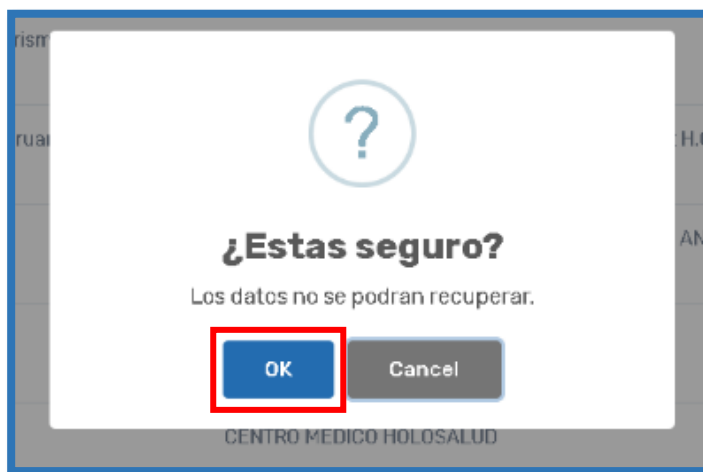 ?
¿Estas seguro?
Los datos no se podran recuperar.
OK
Cancel
CENTRO MEDICO HOLOSALUD